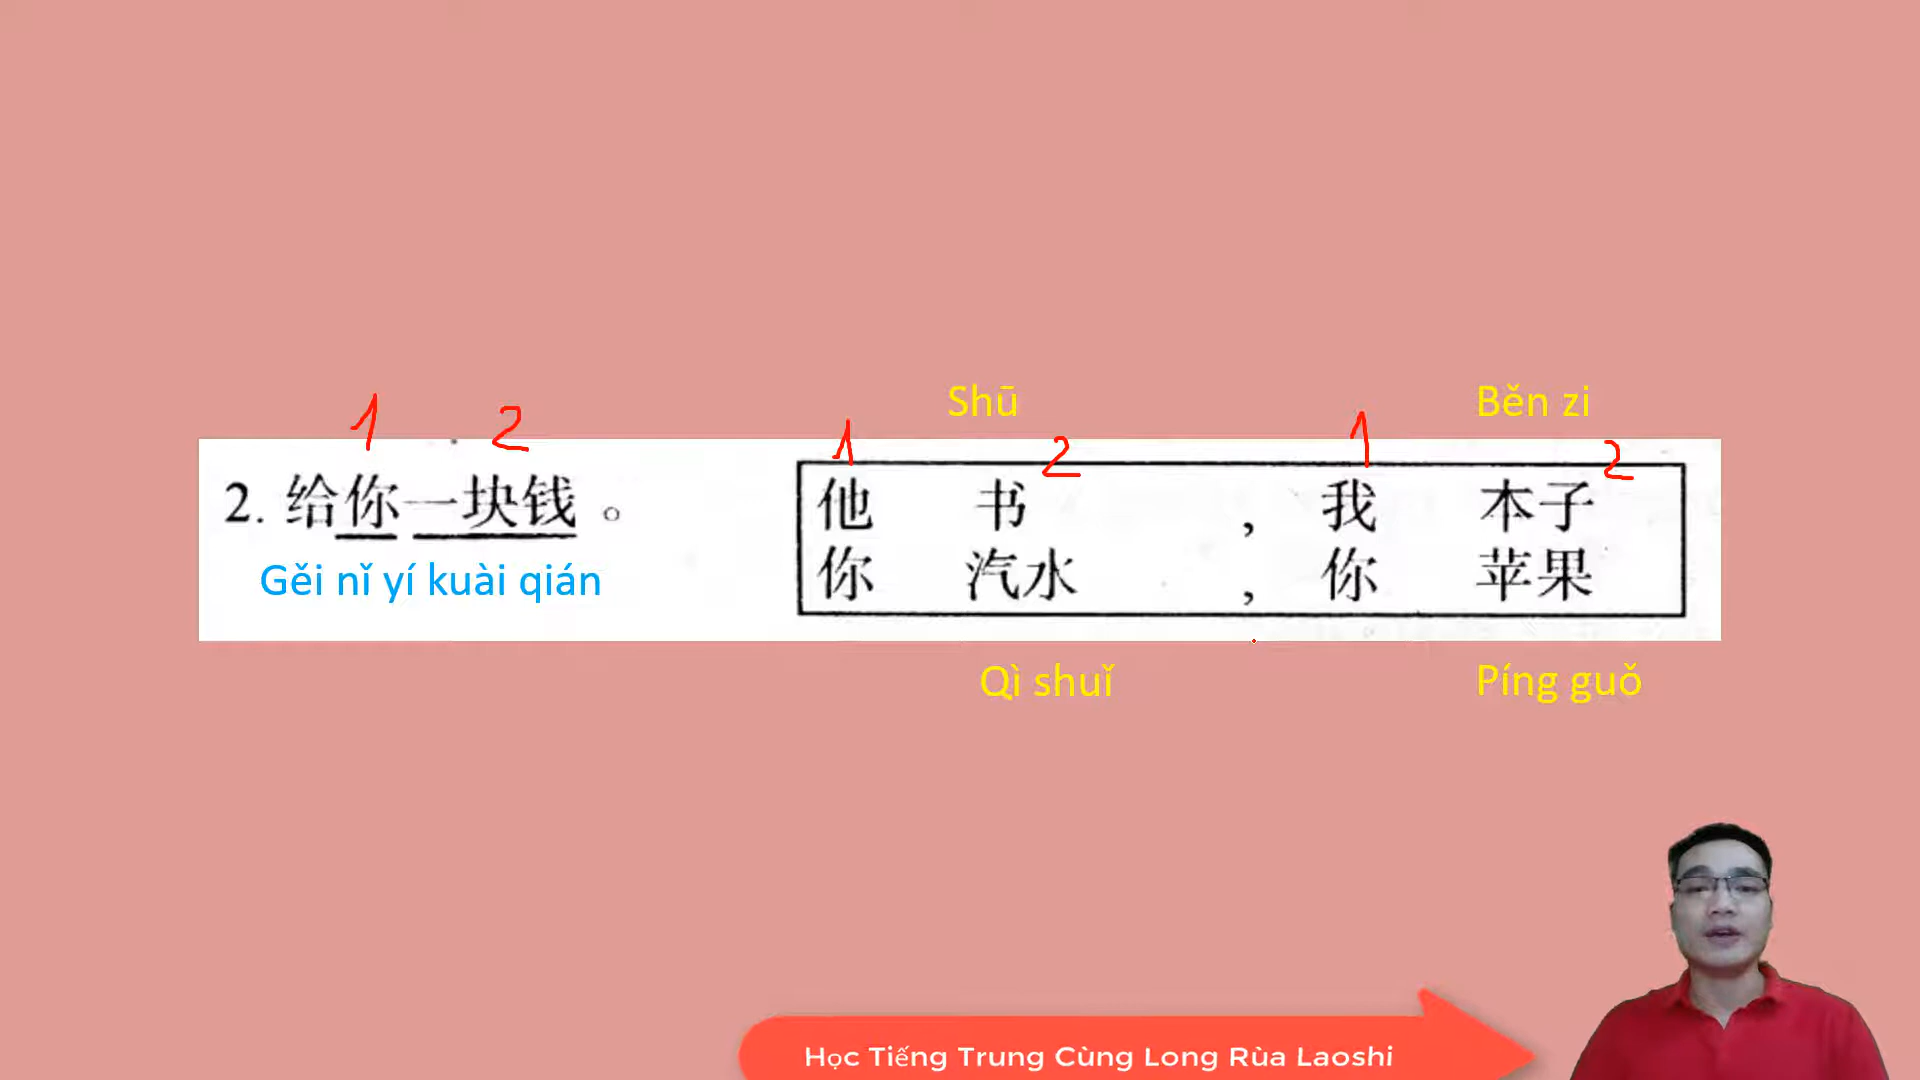 Shū Běn zi
1 2 1 2 1 2
2. 给你一块钱。 他 书 , 我 本子
Gěi nǐ yí kuài qián 你 汽水 , 你 苹果
Qì shuǐ Píng guǒ
Học Tiếng Trung Cùng Long Rùa Laoshi